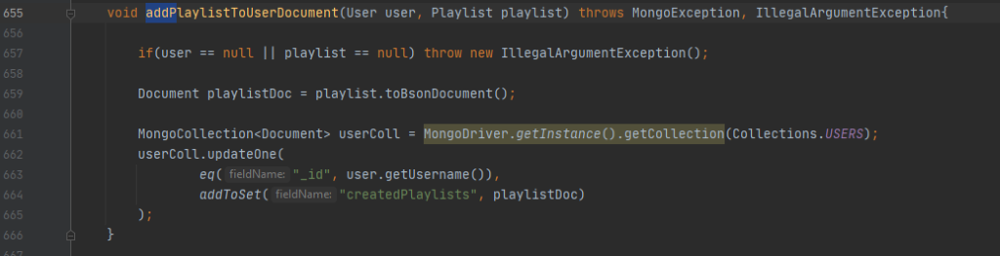 655 void addPlaylistToUserDocument(User user, Playlist playlist) throws MongoException, IllegalArgumentException{
656
657 if(user == null || playlist == null) throw new IllegalArgumentException();
658
659 Document playlistDoc = playlist.toBsonDocument();
660
661 MongoCollection<Document> userColl = MongoDriver.getInstance().getCollection(Collections.USERS);
662 userColl.updateOne(
663 eq( fieldName: "_id", user.getUsername()),
664 addToSet( fieldName: "createdPlaylists", playlistDoc)
665 );
666 }
667